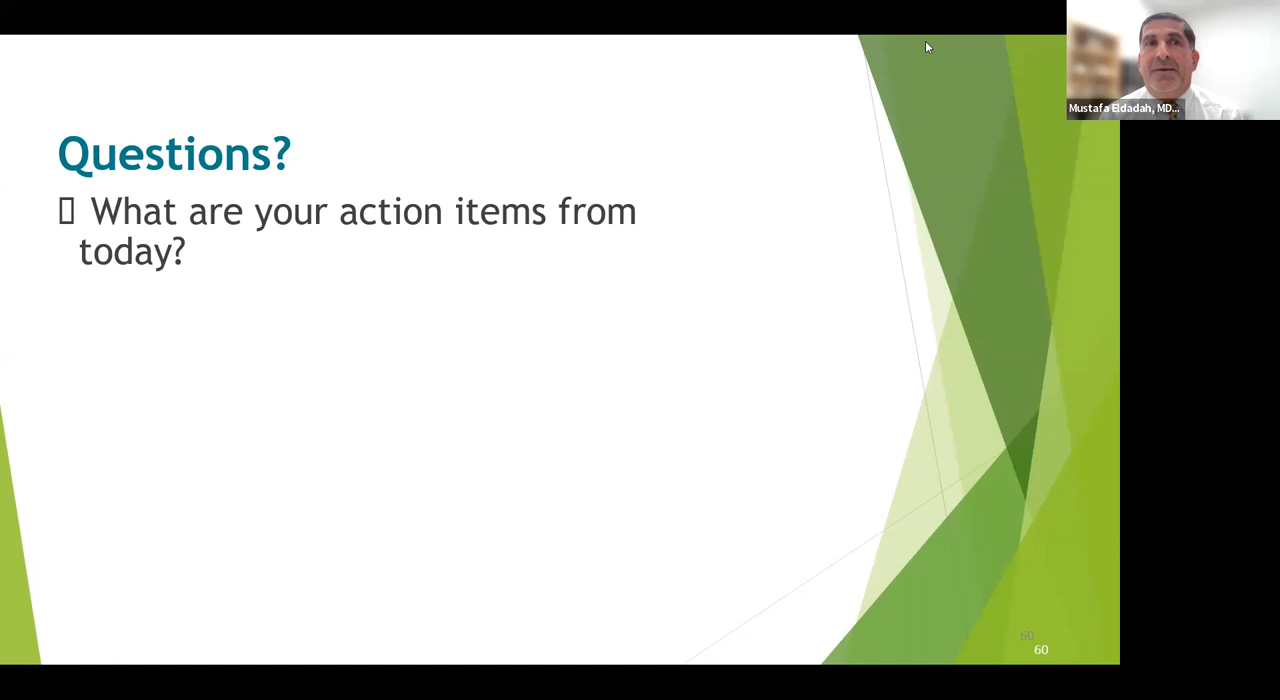 Mustafa Eldadah, MD...
Questions?
What are your action items from
today?
60
60